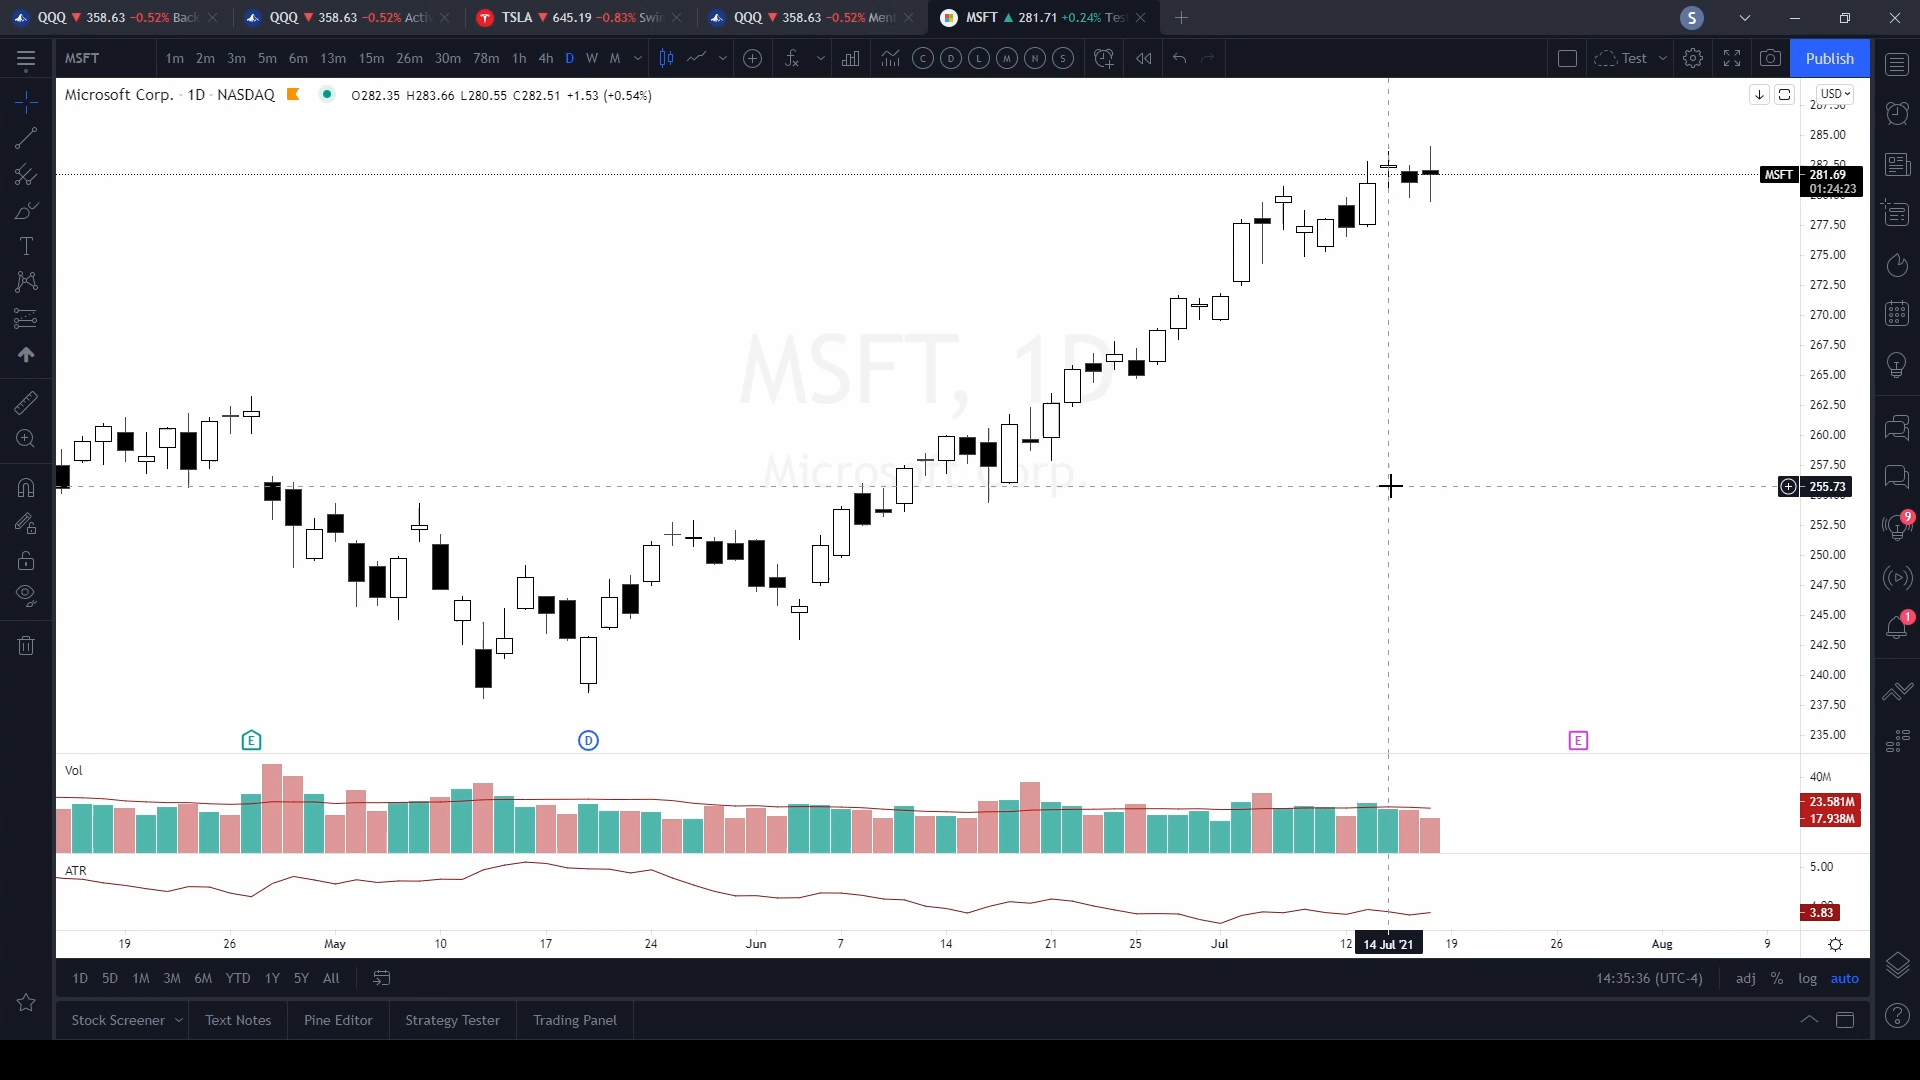 QQQ ▼ 358.63 −0.52% Back
QQQ ▼ 358.63 −0.52% Activ
TSLA ▼ 645.19 −0.83% Swin
QQQ ▼ 358.63 −0.52% Ment
MSFT ▲ 281.71 +0.24% Tes
S
MSFT 1m 2m 3m 5m 6m 13m 15m 26m 30m 78m 1h 4h D W M C D L M N S Test Publish
Microsoft Corp. · 1D · NASDAQ O282.35 H283.66 L280.55 C282.51 +1.53 (+0.54%)
USD
287.50
285.00
282.50
MSFT 281.69
01:24:23
277.50
275.00
272.50
270.00
267.50
265.00
262.50
260.00
257.50
255.73
252.50
250.00
247.50
245.00
242.50
240.00
237.50
235.00
MSFT, 1D
Microsoft Corp.
9
1
E D E
Vol
40M
23.581M
17.938M
ATR
5.00
3.83
19 26 May 10 17 24 Jun 7 14 21 25 Jul 12 14 Jul '21 19 26 Aug 9
1D 5D 1M 3M 6M YTD 1Y 5Y All 14:35:36 (UTC-4) adj % log auto
Stock Screener Text Notes Pine Editor Strategy Tester Trading Panel